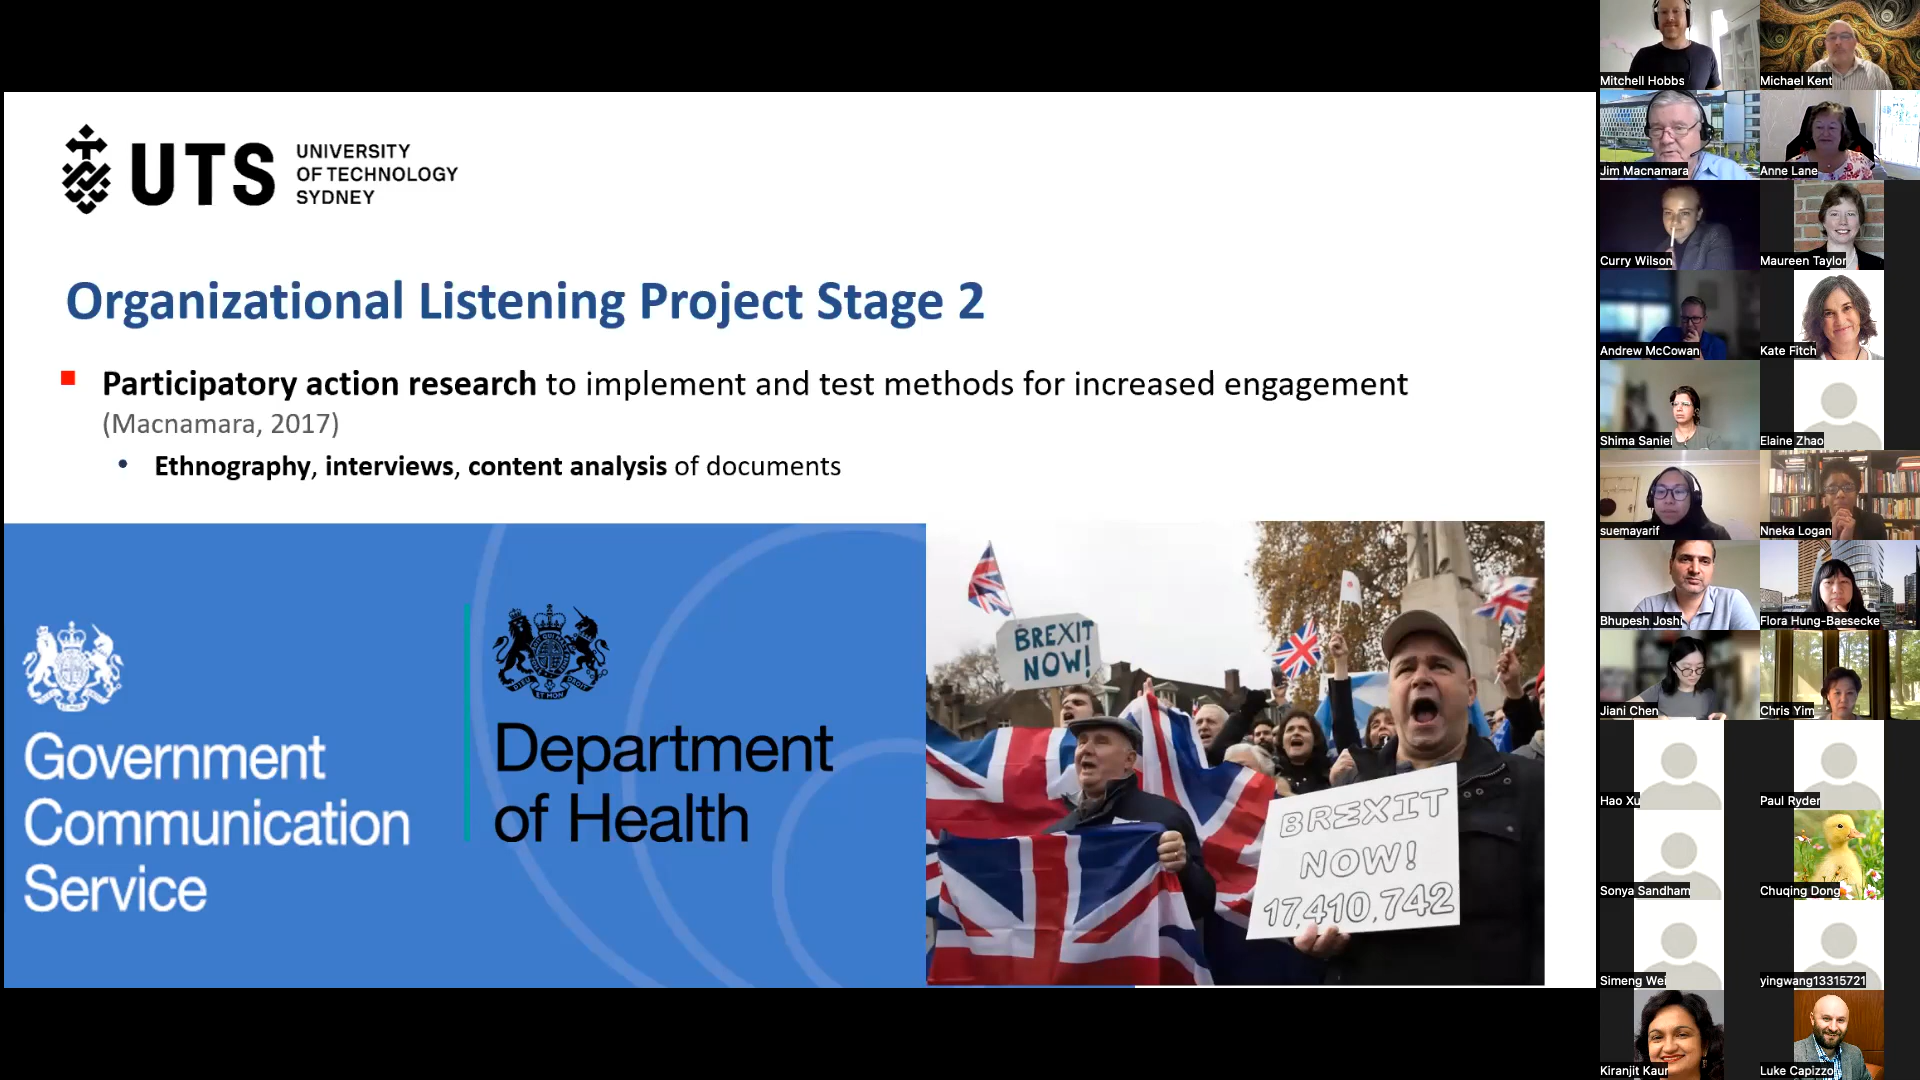 UTS
UNIVERSITY
OF TECHNOLOGY
SYDNEY
Organizational Listening Project Stage 2
Participatory action research to implement and test methods for increased engagement
(Macnamara, 2017)
• Ethnography, interviews, content analysis of documents
Government
Communication
Service
Department
of Health
BREXIT
NOW!
BREXIT
NOW!
17,410,742
Mitchell Hobbs
Michael Kent
Jim Macnamara
Anne Lane
Curry Wilson
Maureen Taylor
Andrew McCowan
Kate Fitch
Shima Saniei
Elaine Zhao
suemayarif
Nneka Logan
Bhupesh Joshi
Flora Hung-Baesecke
Jiani Chen
Chris Yim
Hao Xu
Paul Ryder
Sonya Sandham
Chuqing Dong
Simeng Wei
yingwang13315721
Kiranjit Kaur
Luke Capizzo